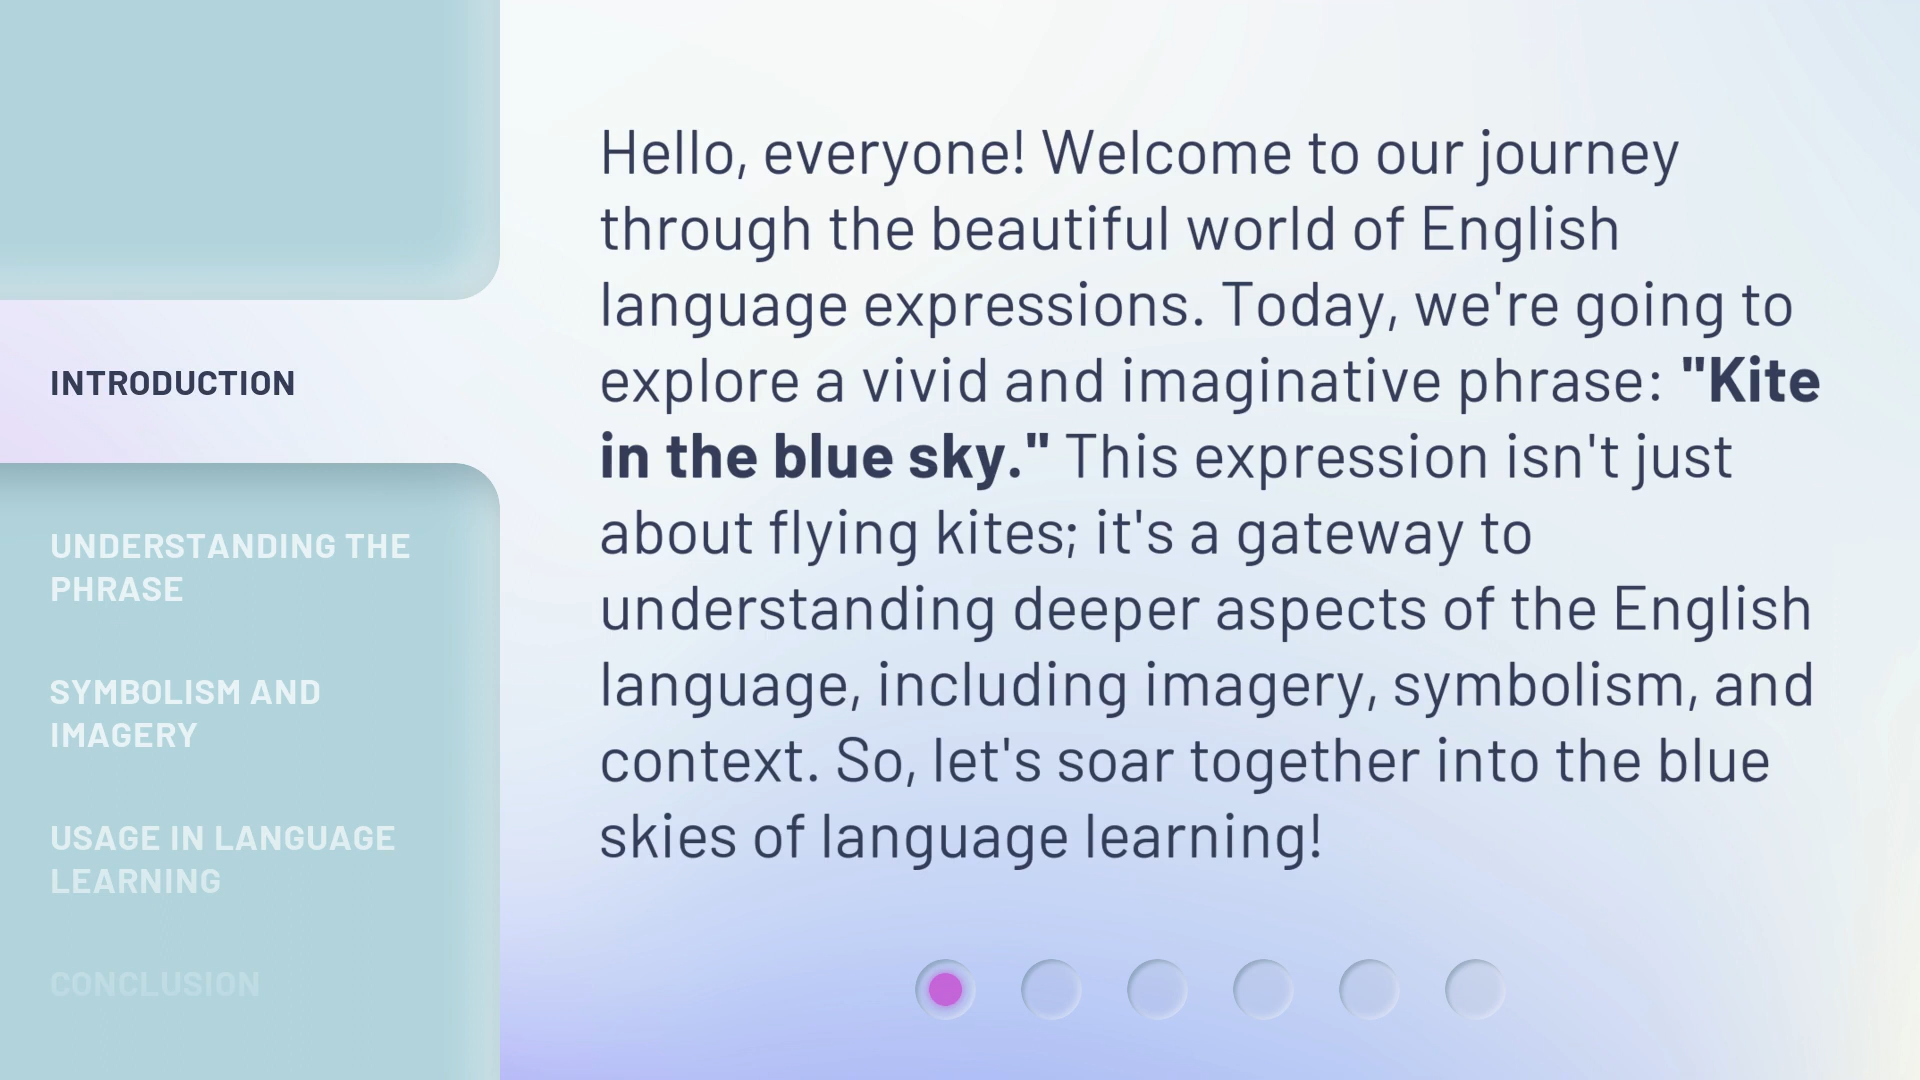 INTRODUCTION
UNDERSTANDING THE
PHRASE
SYMBOLISM AND
IMAGERY
USAGE IN LANGUAGE
LEARNING
CONCLUSION
Hello, everyone! Welcome to our journey
through the beautiful world of English
language expressions. Today, we're going to
explore a vivid and imaginative phrase: "Kite
in the blue sky." This expression isn't just
about flying kites; it's a gateway to
understanding deeper aspects of the English
language, including imagery, symbolism, and
context. So, let's soar together into the blue
skies of language learning!